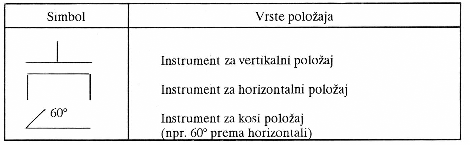 Simbol Vrste položaja
Instrument za vertikalni položaj
Instrument za horizontalni položaj
60° Instrument za kosi položaj
(npr. 60° prema horizontali)